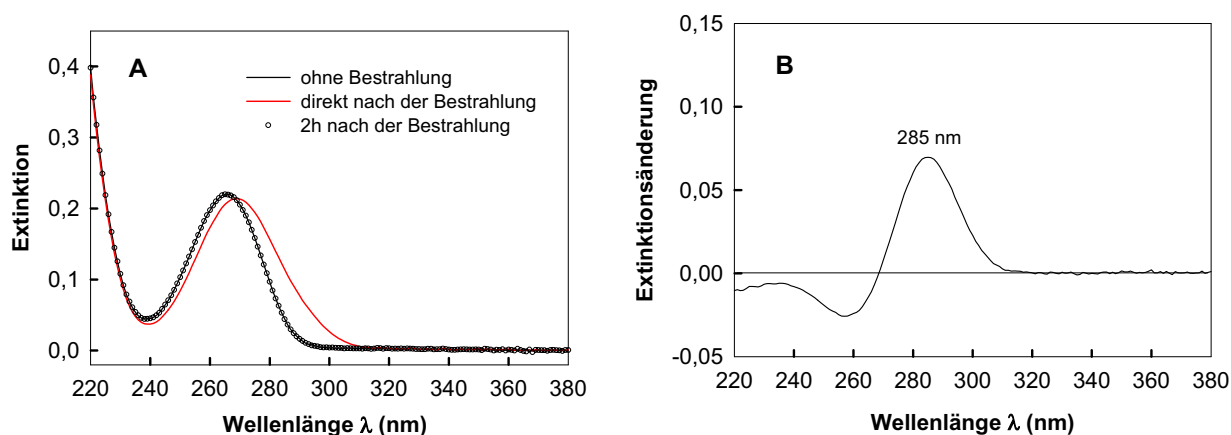 A
ohne Bestrahlung
direkt nach der Bestrahlung
2h nach der Bestrahlung
Extinktion
0,4
0,3
0,2
0,1
0,0
220 240 260 280 300 320 340 360 380
Wellenlänge λ (nm)
B
285 nm
Extinktionsänderung
0,15
0,10
0,05
0,00
-0,05
220 240 260 280 300 320 340 360 380
Wellenlänge λ (nm)